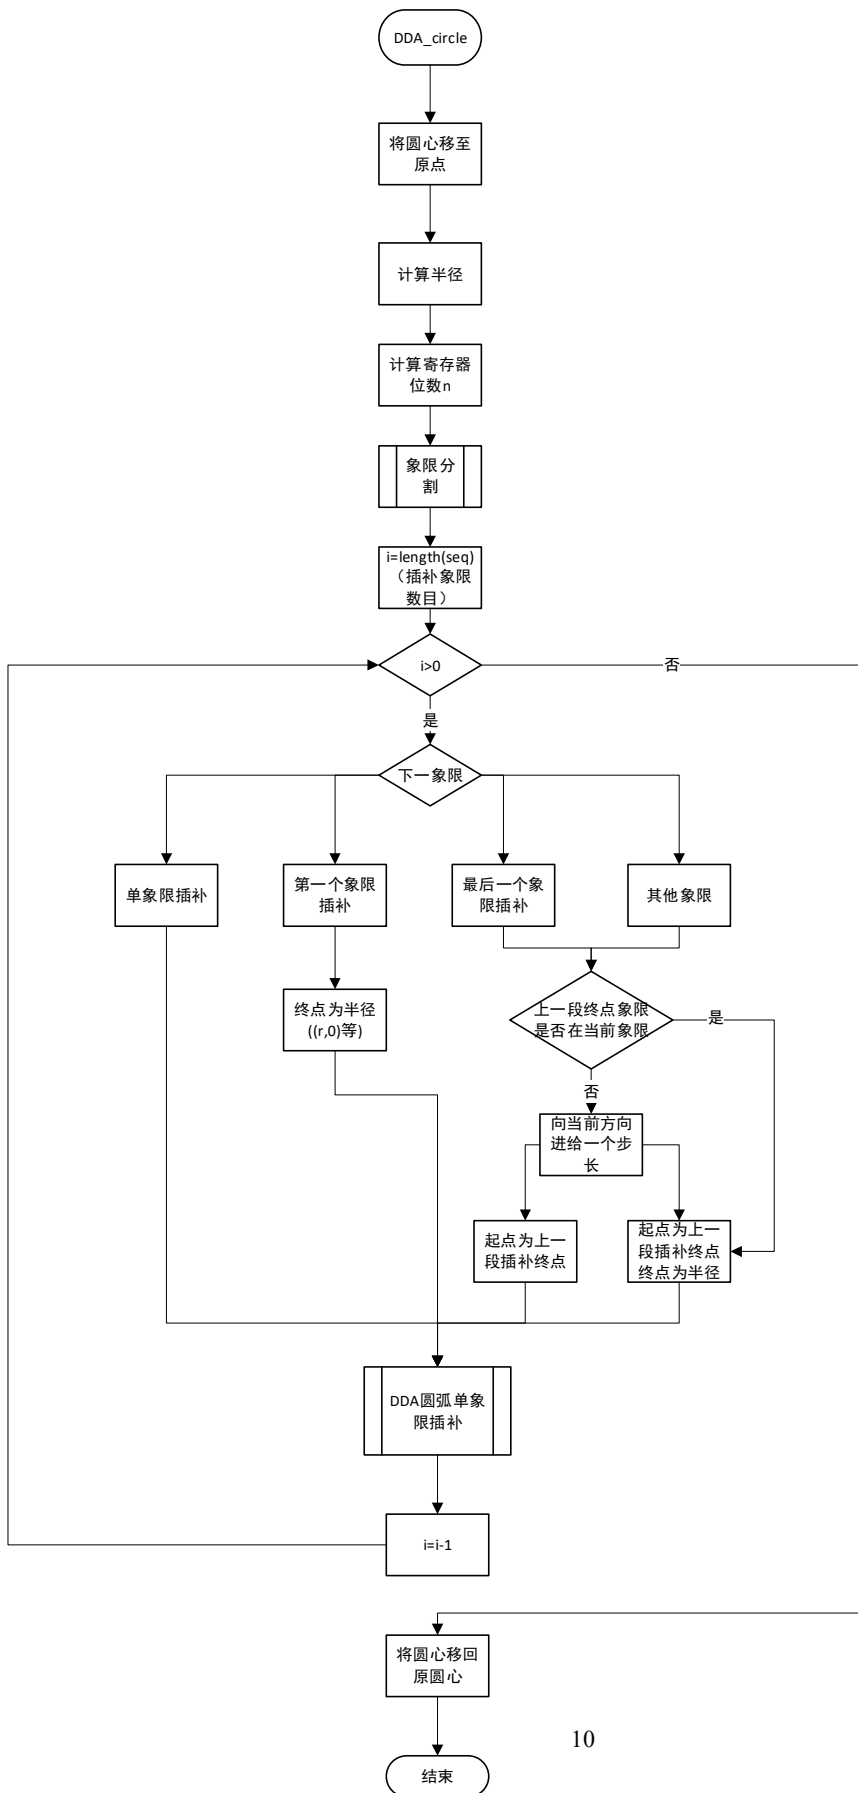 DDA_circle
将圆心移至
原点
计算半径
计算寄存器
位数n
象限分
割
i=length(seq)
（插补象限
数目）
i>0
否
是
下一象限
单象限插补
第一个象限
插补
最后一个象
限插补
其他象限
终点为半径
((r,0)等)
上一段终点象限
是否在当前象限
是
否
向当前方向
进给一个步
长
起点为上一
段插补终点
起点为上一
段插补终点
终点为半径
DDA圆弧单象
限插补
i=i-1
将圆心移回
原圆心
10
结束